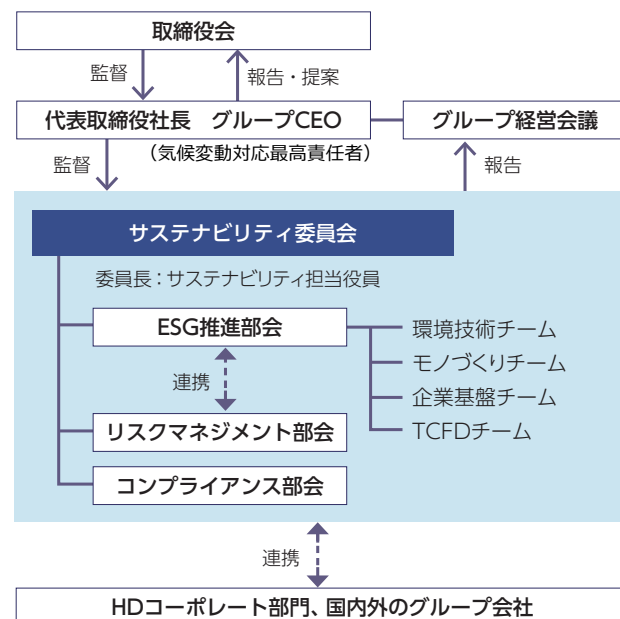 取締役会
監督
報告・提案
代表取締役社長 グループCEO
グループ経営会議
(気候変動対応最高責任者)
監督
報告
サステナビリティ委員会
委員長：サステナビリティ担当役員
ESG推進部会
環境技術チーム
モノづくりチーム
連携
企業基盤チーム
リスクマネジメント部会
TCFDチーム
コンプライアンス部会
連携
HDコーポレート部門、国内外のグループ会社